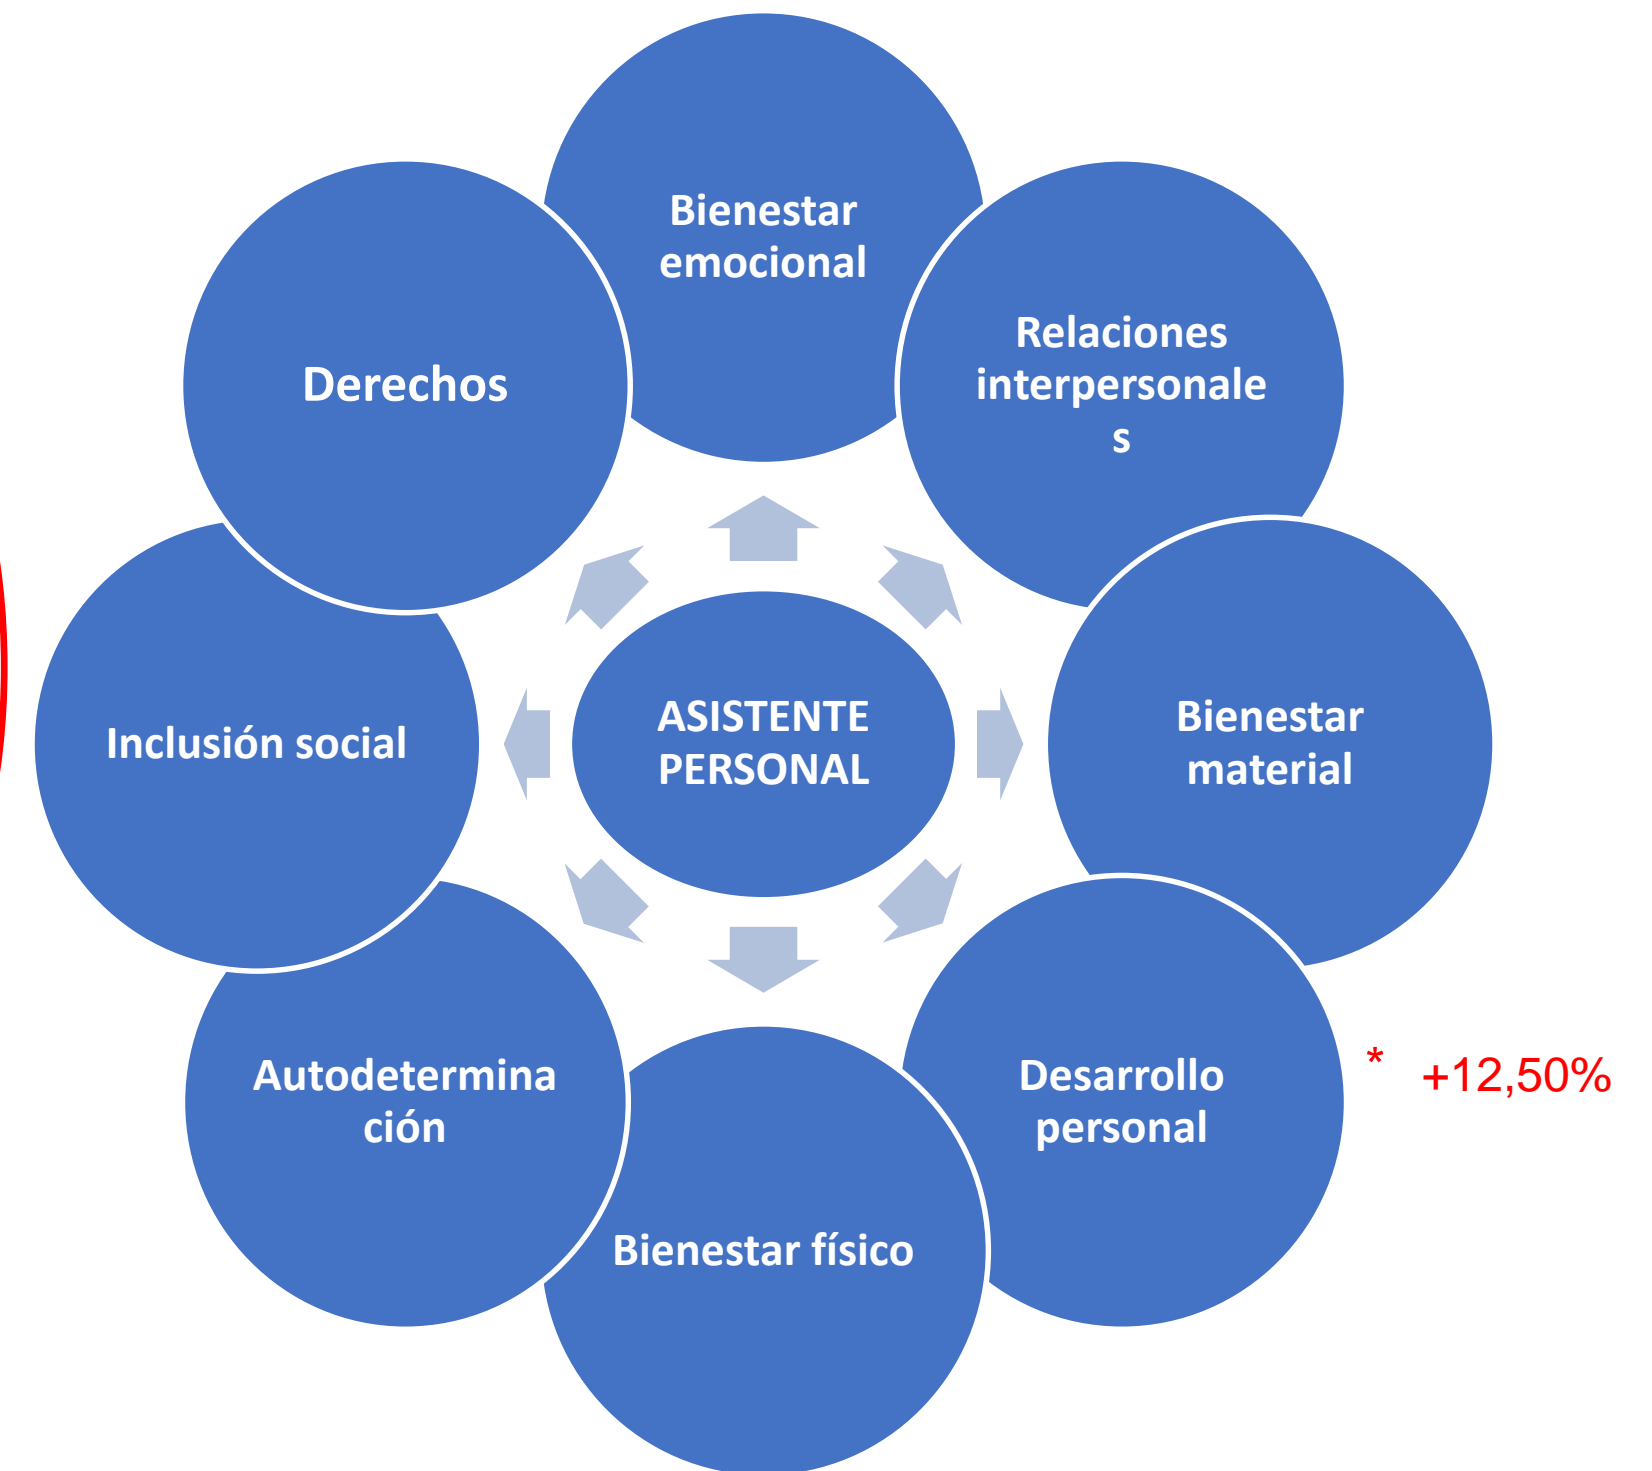 Bienestar
emocional
Relaciones
interpersonale
s
Derechos
ASISTENTE
PERSONAL
Bienestar
material
Inclusión social
Desarrollo
personal
* +12,50%
Autodetermina
ción
Bienestar físico